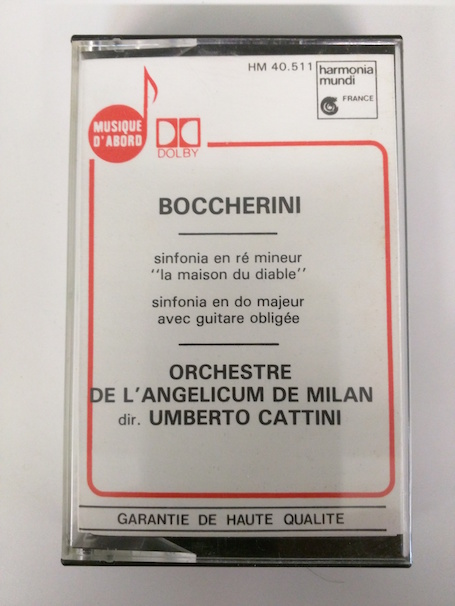 HM 40.511
harmonia
mundi
FRANCE
MUSIQUE
D'ABORD
DOLBY
BOCCHERINI
sinfonia en ré mineur
''la maison du diable''
sinfonia en do majeur
avec guitare obligée
ORCHESTRE
DE L'ANGELICUM DE MILAN
dir. UMBERTO CATTINI
GARANTIE DE HAUTE QUALITE